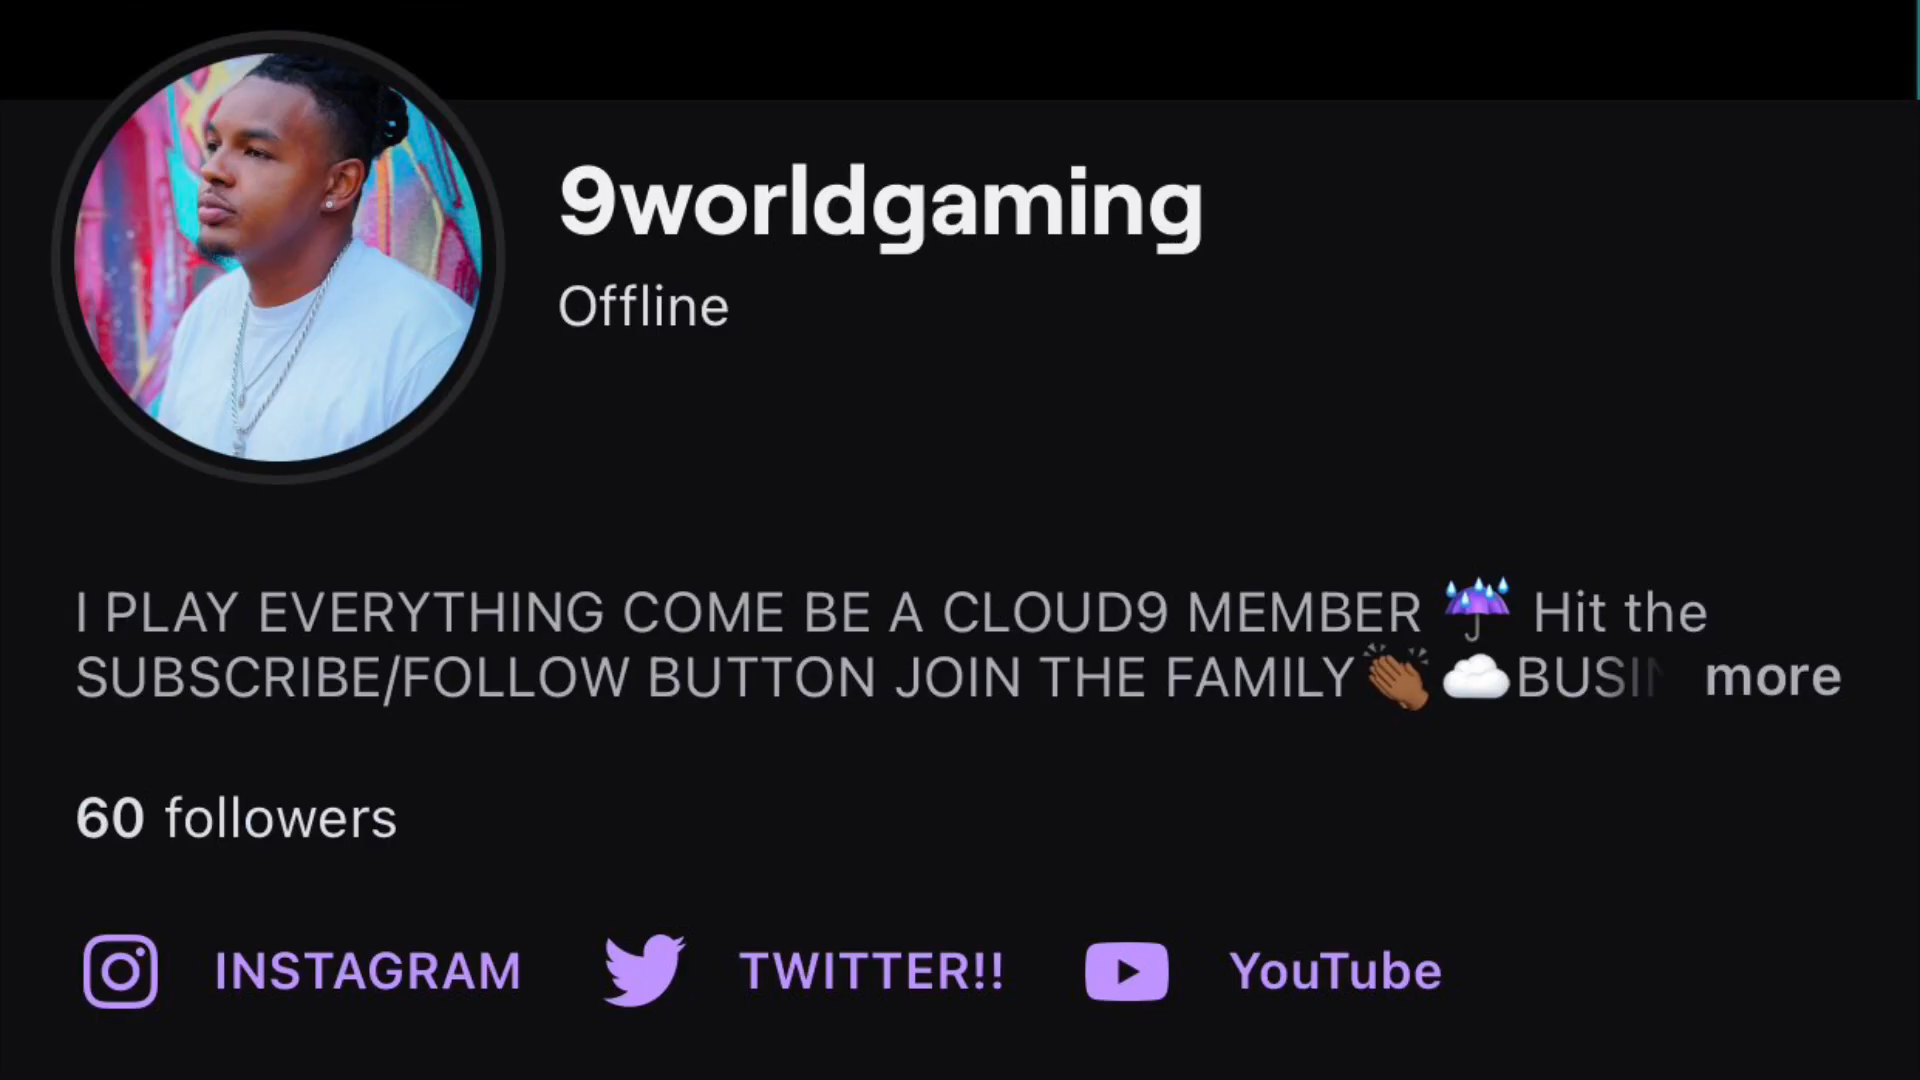 9worldgaming
Offline
I PLAY EVERYTHING COME BE A CLOUD9 MEMBER ☔ Hit the
SUBSCRIBE/FOLLOW BUTTON JOIN THE FAMILY👏🏾 ☁️BUSIN more
60 followers
INSTAGRAM TWITTER!! YouTube